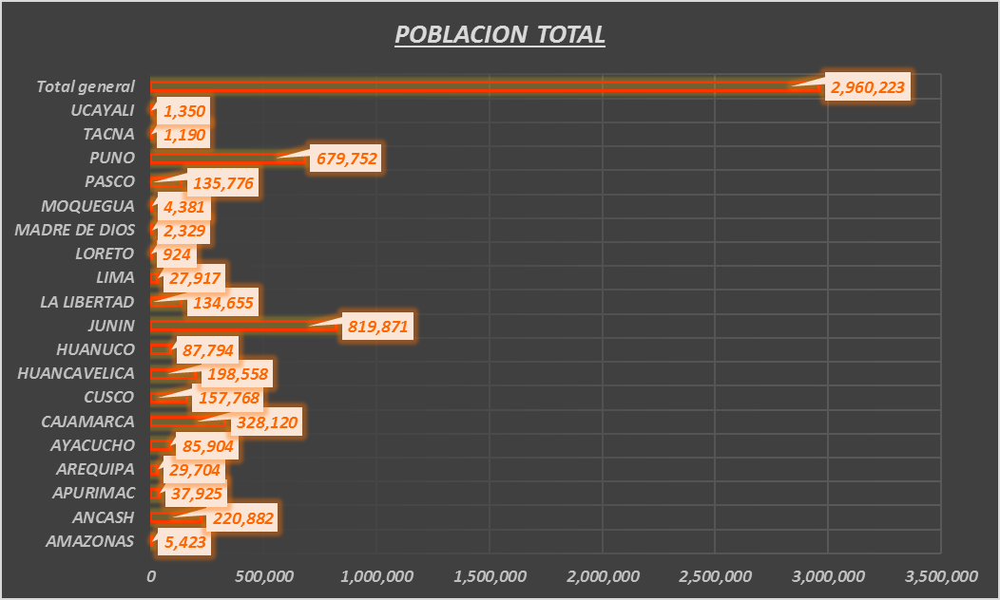 POBLACION TOTAL
Total general 2,960,223
UCAYALI 1,350
TACNA 1,190
PUNO 679,752
PASCO 135,776
MOQUEGUA 4,381
MADRE DE DIOS 2,329
LORETO 924
LIMA 27,917
LA LIBERTAD 134,655
JUNIN 819,871
HUANUCO 87,794
HUANCAVELICA 198,558
CUSCO 157,768
CAJAMARCA 328,120
AYACUCHO 85,904
AREQUIPA 29,704
APURIMAC 37,925
ANCASH 220,882
AMAZONAS 5,423
0 500,000 1,000,000 1,500,000 2,000,000 2,500,000 3,000,000 3,500,000